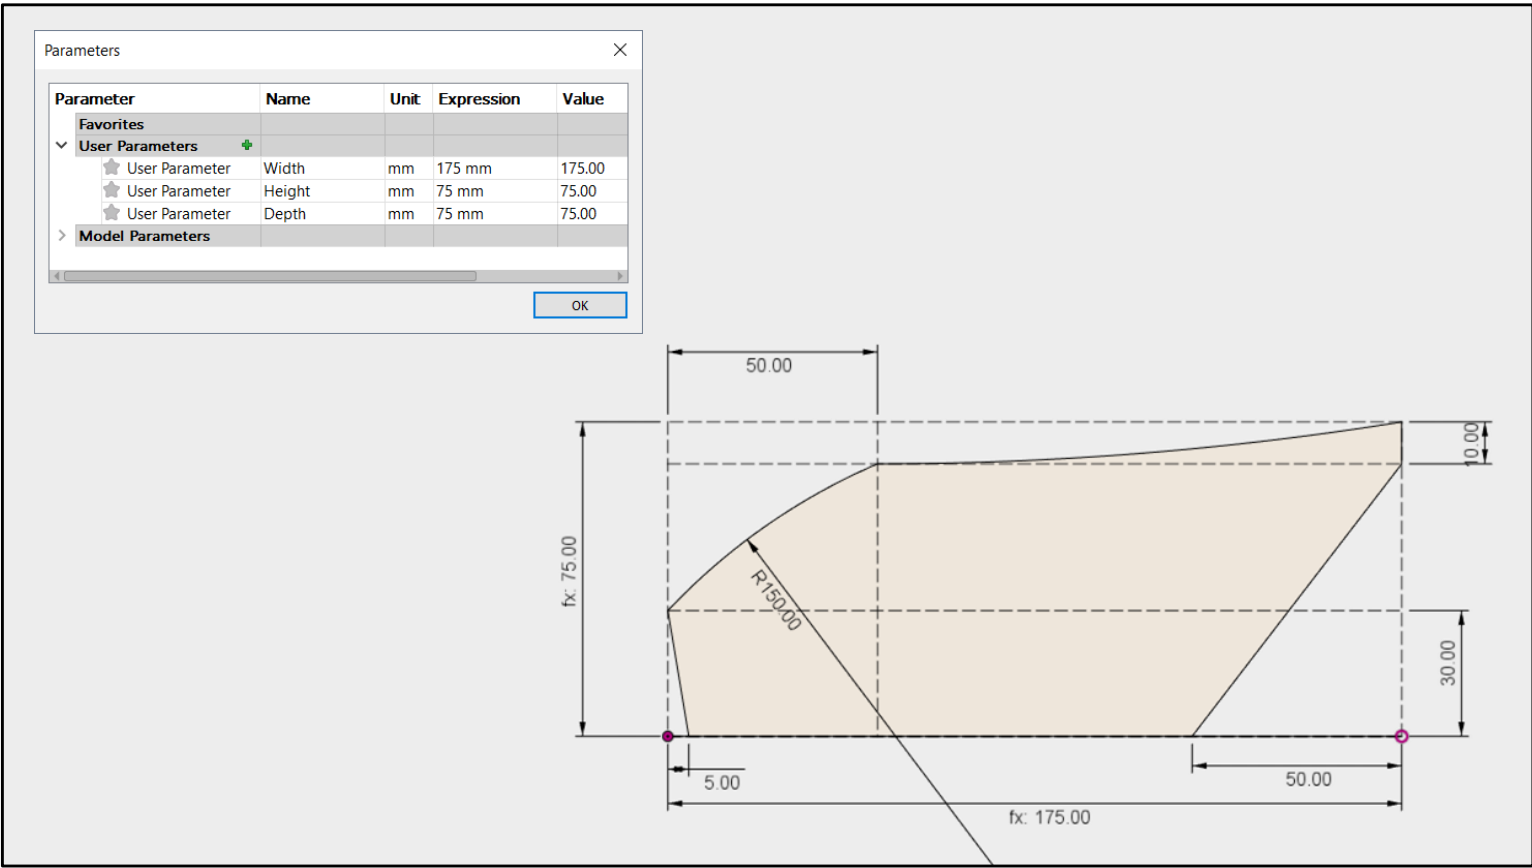 Parameters
Parameter Name Unit Expression Value
Favorites
User Parameters
User Parameter Width mm 175 mm 175.00
User Parameter Height mm 75 mm 75.00
User Parameter Depth mm 75 mm 75.00
Model Parameters
OK
50.00
10.00
fx: 75.00
R150.00
30.00
5.00
50.00
fx: 175.00